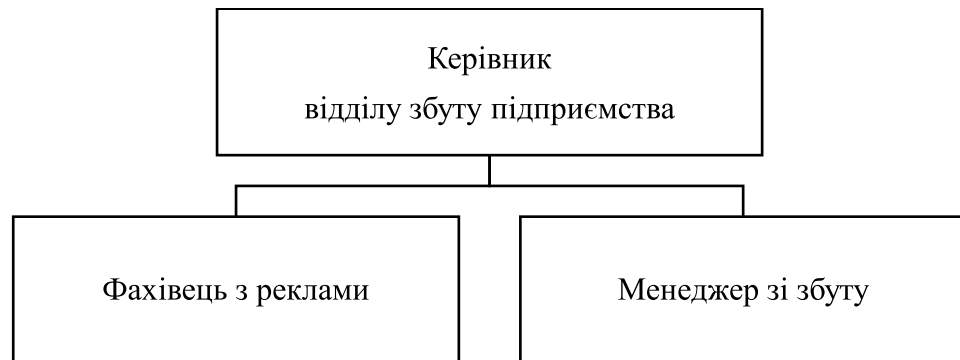 Керівник
відділу збуту підприємства
Фахівець з реклами
Менеджер зі збуту